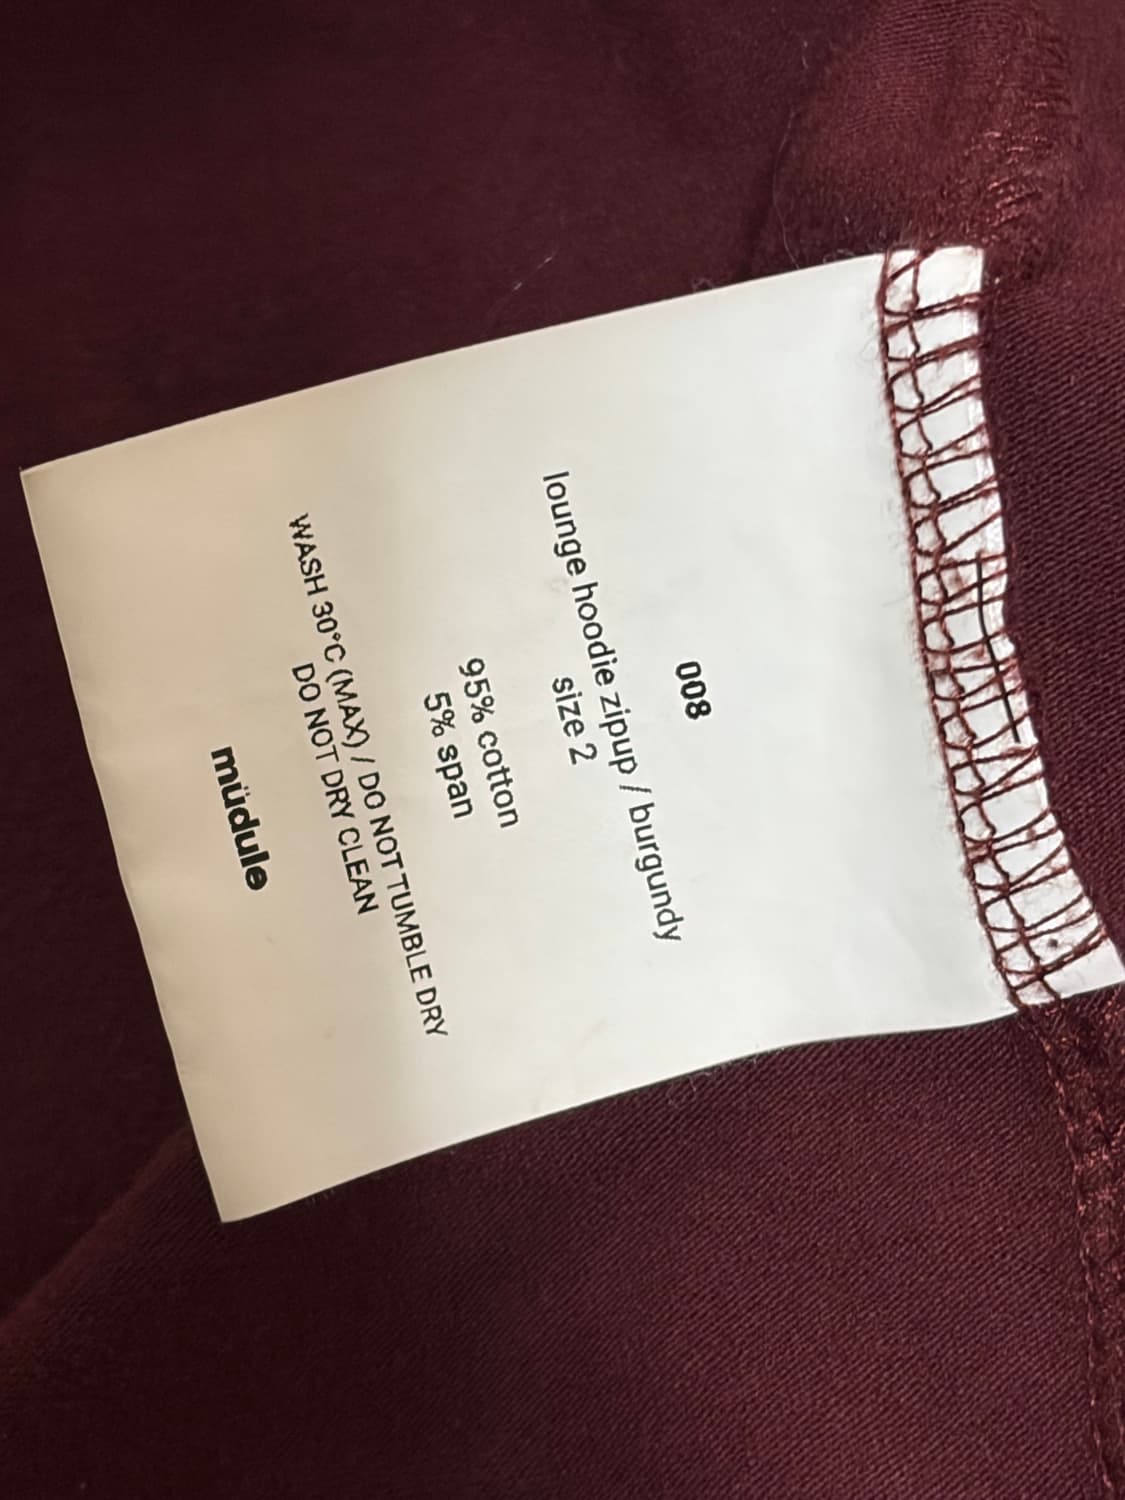 008
lounge hoodie zipup / burgundy
size 2
95% cotton
5% span
WASH 30°C (MAX) / DO NOT TUMBLE DRY
DO NOT DRY CLEAN
müdule